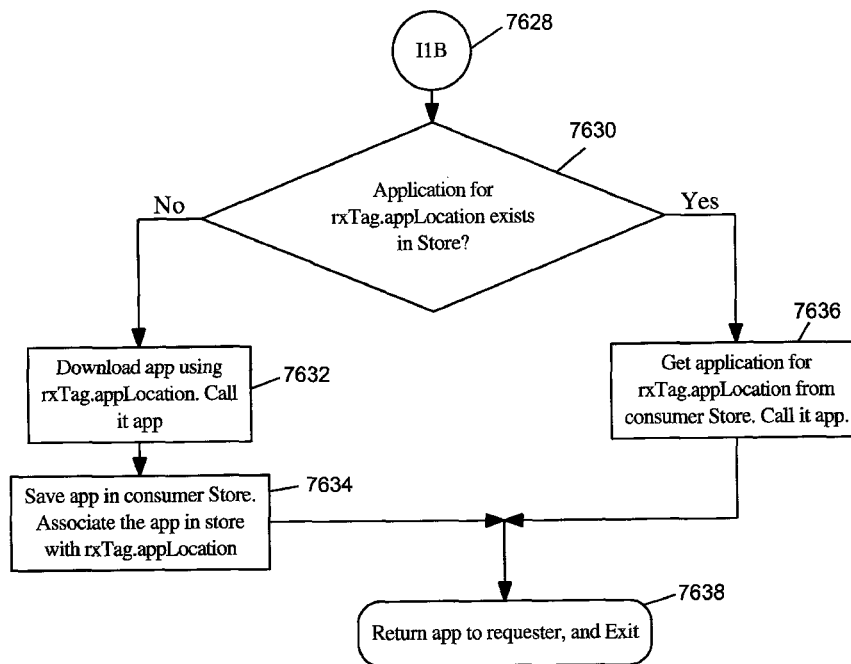 7628
I1B
7630
Application for
rxTag.appLocation exists
in Store?
No
Yes
7636
Download app using
rxTag.appLocation. Call
it app
7632
Get application for
rxTag.appLocation from
consumer Store. Call it app.
Save app in consumer Store.
Associate the app in store
with rxTag.appLocation
7634
7638
Return app to requester, and Exit